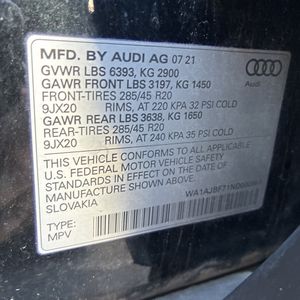 MFD. BY AUDI AG 07 21
GVWR LBS 6393, KG 2900
GAWR FRONT LBS 3197, KG 1450
FRONT-TIRES 285/45 R20
9JX20 RIMS, AT 220 KPA 32 PSI COLD
GAWR REAR LBS 3638, KG 1650
REAR-TIRES 285/45 R20
9JX20 RIMS, AT 240 KPA 35 PSI COLD
THIS VEHICLE CONFORMS TO ALL APPLICABLE
U.S. FEDERAL MOTOR VEHICLE
STANDARDS IN EFFECT ON THE DATE OF
MANUFACTURE SHOWN ABOVE.
SLOVAKIA
TYPE:
MPV
Audi